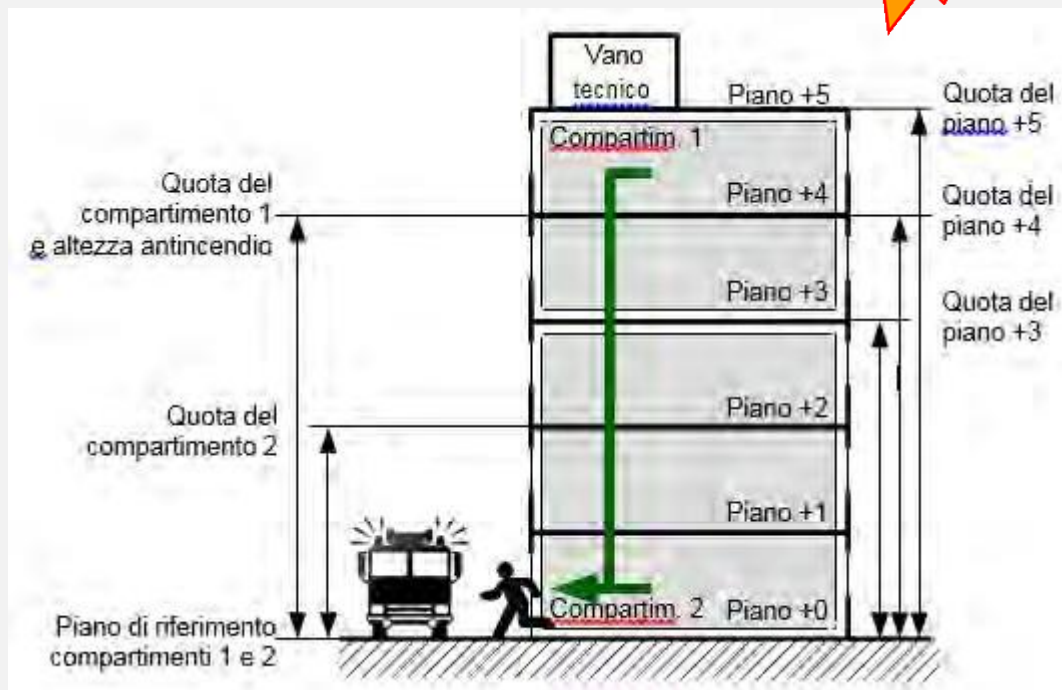 Vano
tecnico
Piano +5
Quota del
piano +5
Compartim. 1
Quota del
compartimento 1
e altezza antincendio
Piano +4
Quota del
piano +4
Piano +3
Quota del
piano +3
Quota del
compartimento 2
Piano +2
Piano +1
Compartim. 2
Piano +0
Piano di riferimento
compartimenti 1 e 2